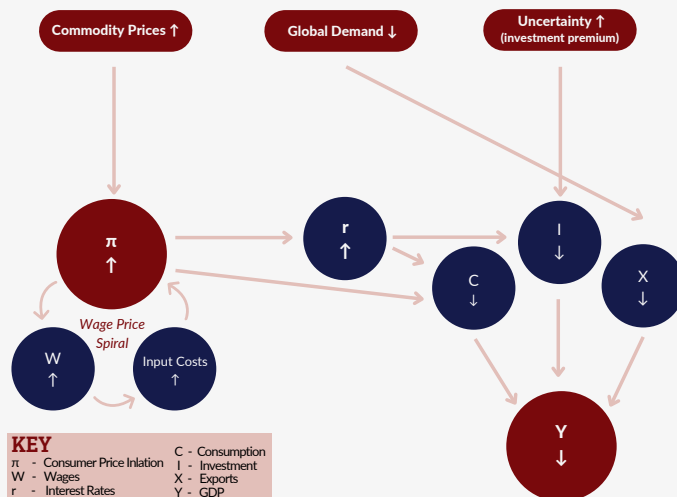 Commodity Prices ↑
Global Demand ↓
Uncertainty ↑
(investment premium)
π
↑
r
↑
I
↓
C
↓
X
↓
Wage Price
Spiral
W
↑
Input Costs
↑
Y
↓
KEY
π - Consumer Price Inlation
W - Wages
r - Interest Rates
C - Consumption
I - Investment
X - Exports
Y - GDP